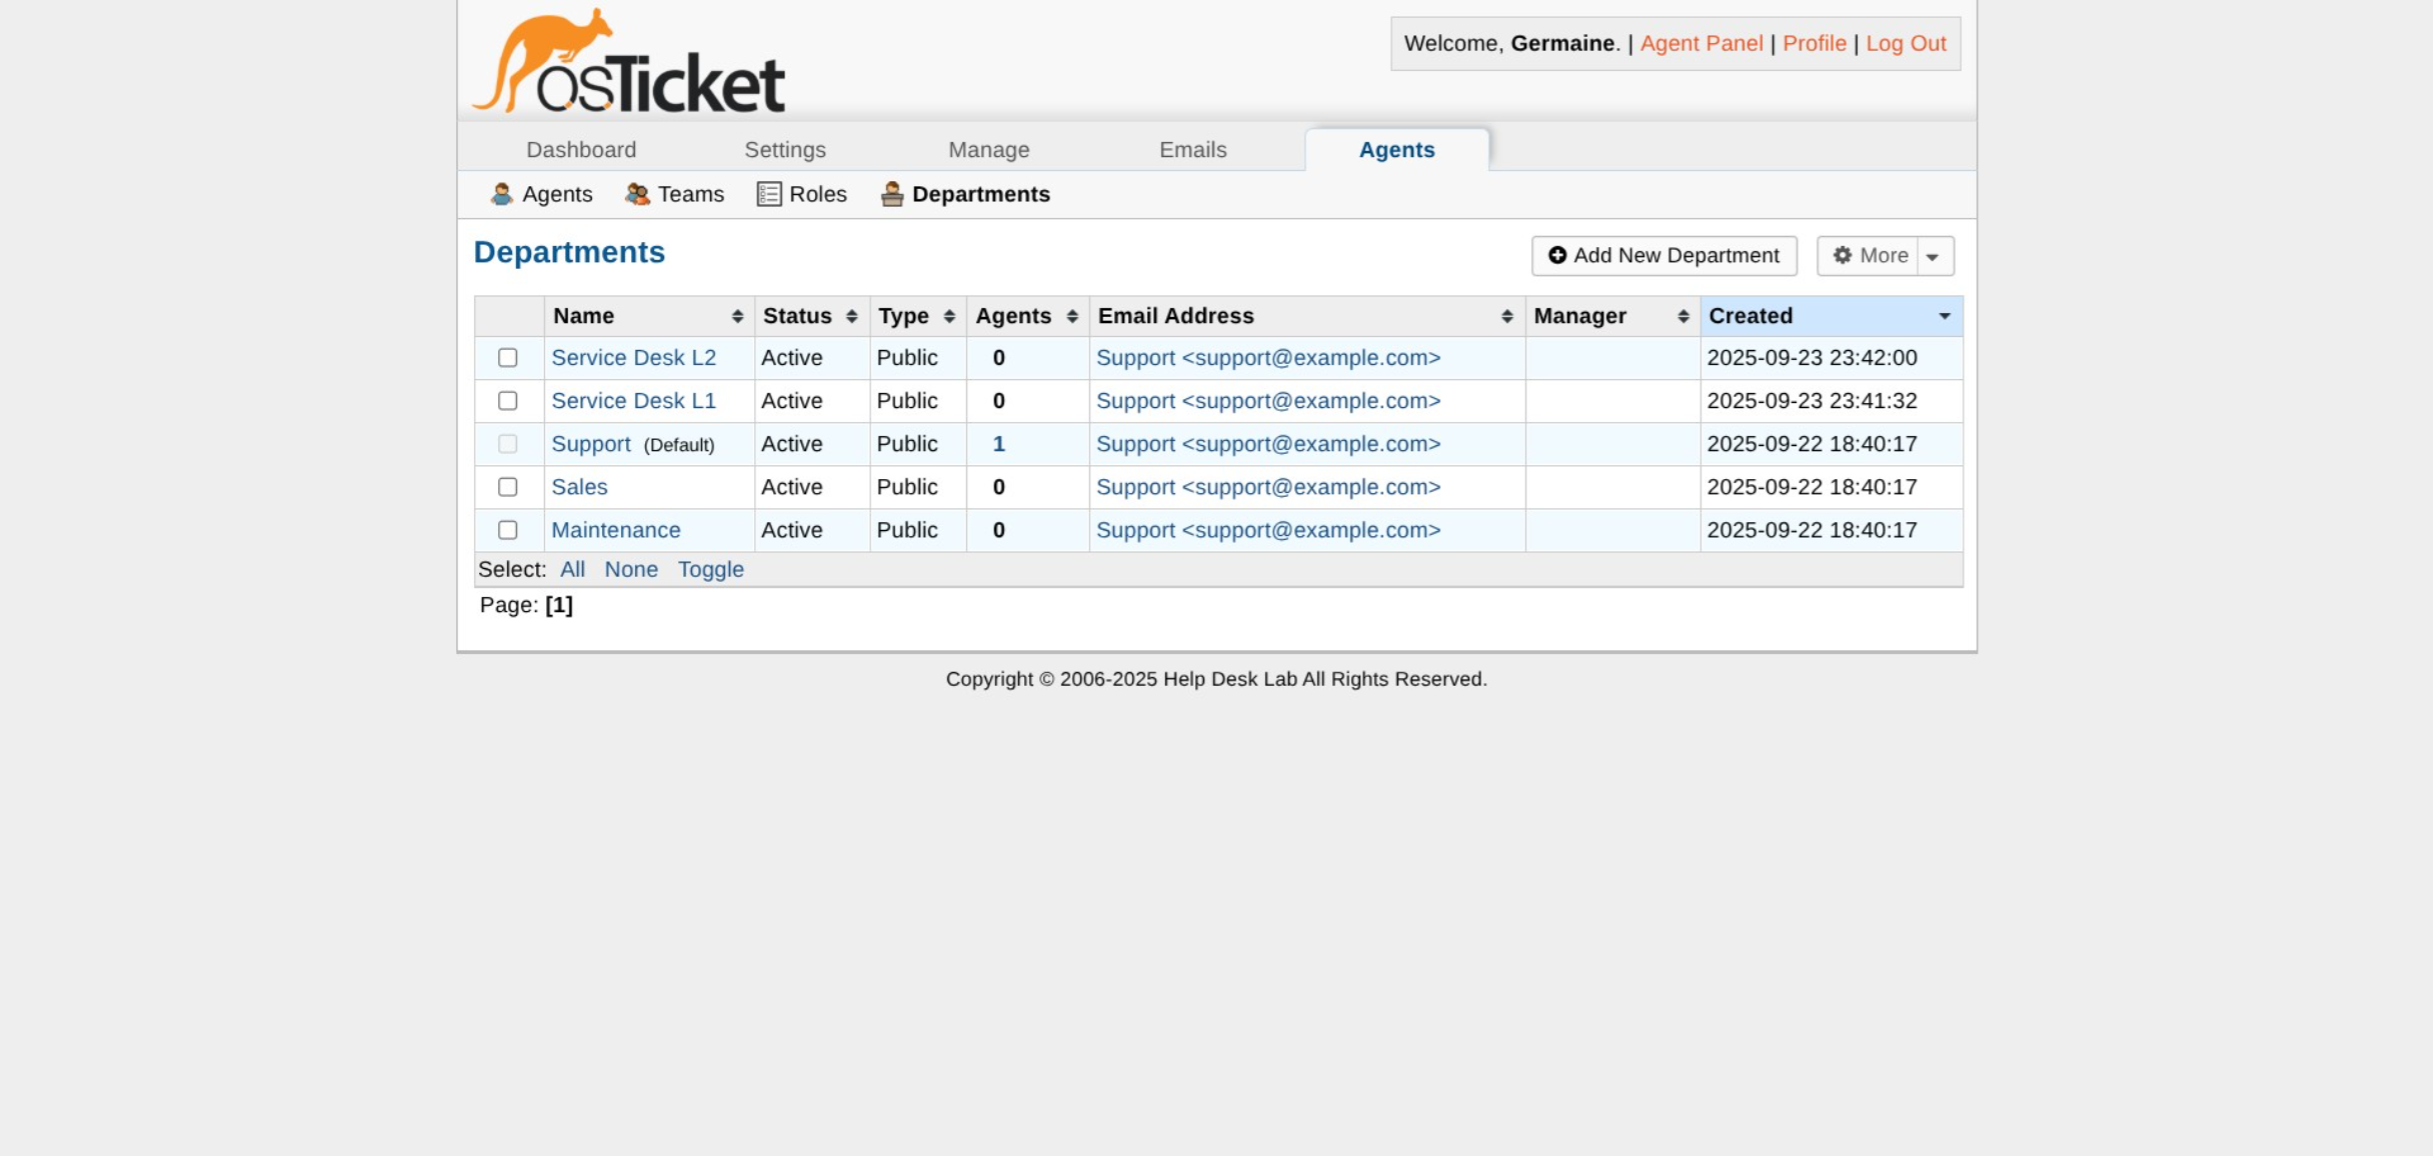 osTicket
Welcome, Germaine. | Agent Panel | Profile | Log Out
Dashboard Settings Manage Emails Agents
Agents Teams Roles Departments
Departments Add New Department More
Name Status Type Agents Email Address Manager Created
Service Desk L2 Active Public 0 Support <support@example.com> 2025-09-23 23:42:00
Service Desk L1 Active Public 0 Support <support@example.com> 2025-09-23 23:41:32
Support (Default) Active Public 1 Support <support@example.com> 2025-09-22 18:40:17
Sales Active Public 0 Support <support@example.com> 2025-09-22 18:40:17
Maintenance Active Public 0 Support <support@example.com> 2025-09-22 18:40:17
Select: All None Toggle
Page: [1]
Copyright © 2006-2025 Help Desk Lab All Rights Reserved.